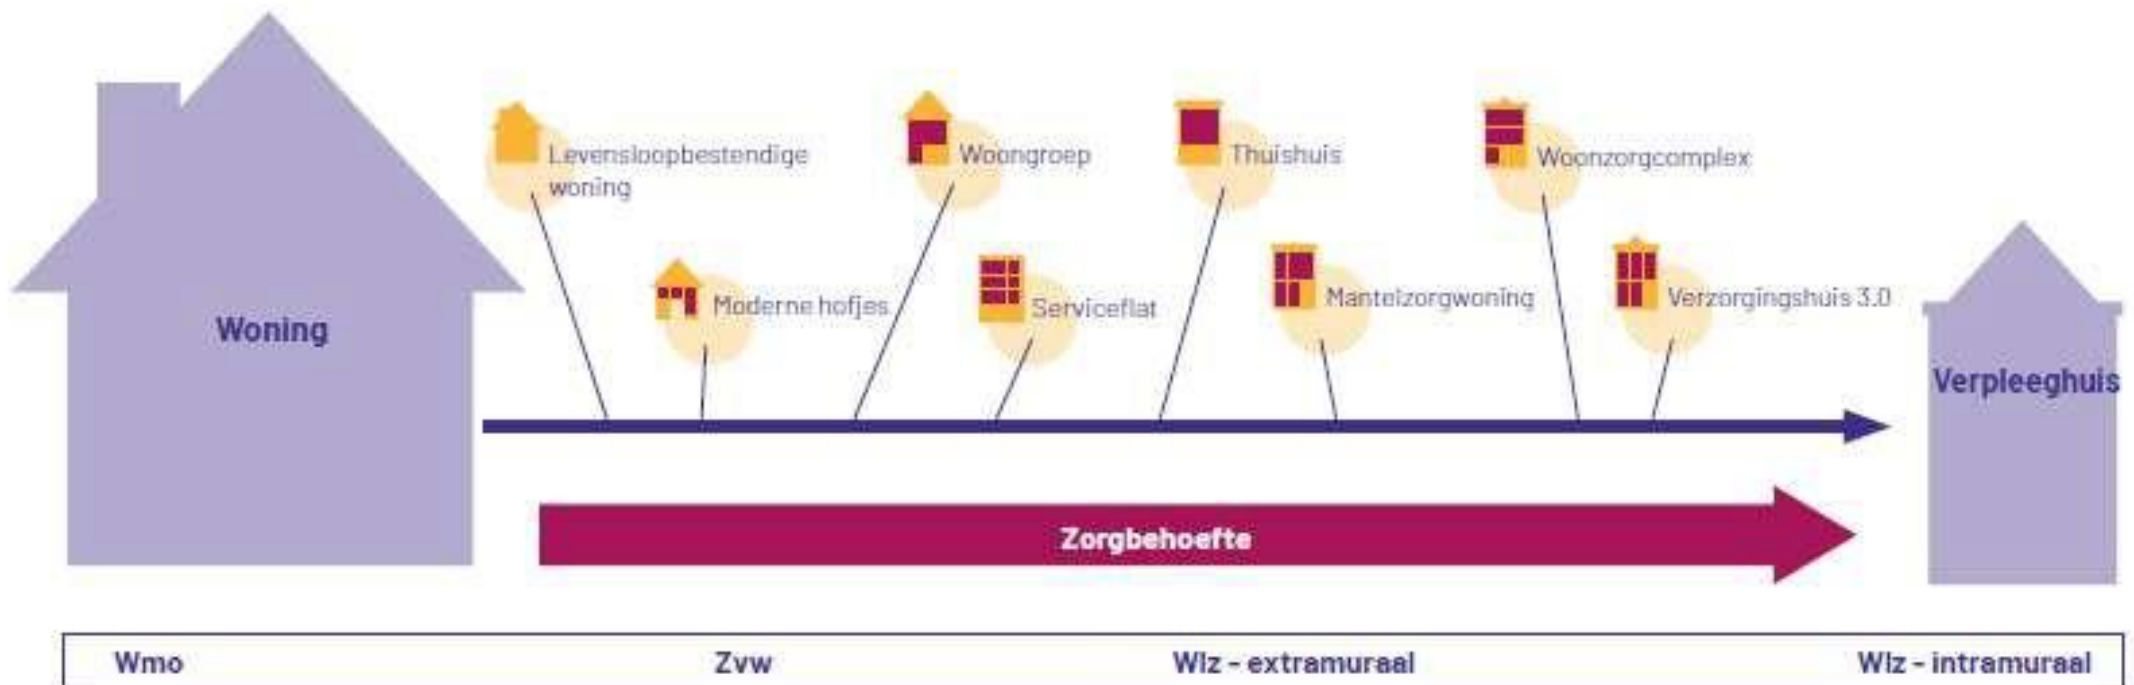 Levensloopbestendige
woning
Woongroep
Thuishuis
Woonzorgcomplex
Moderne hofjes
Serviceflat
Mantelzorgwoning
Verzorgingshuis 3.0
Woning
Verpleeghuis
Zorgbehoefte
Wmo Zvw Wlz - extramuraal Wlz - intramuraal